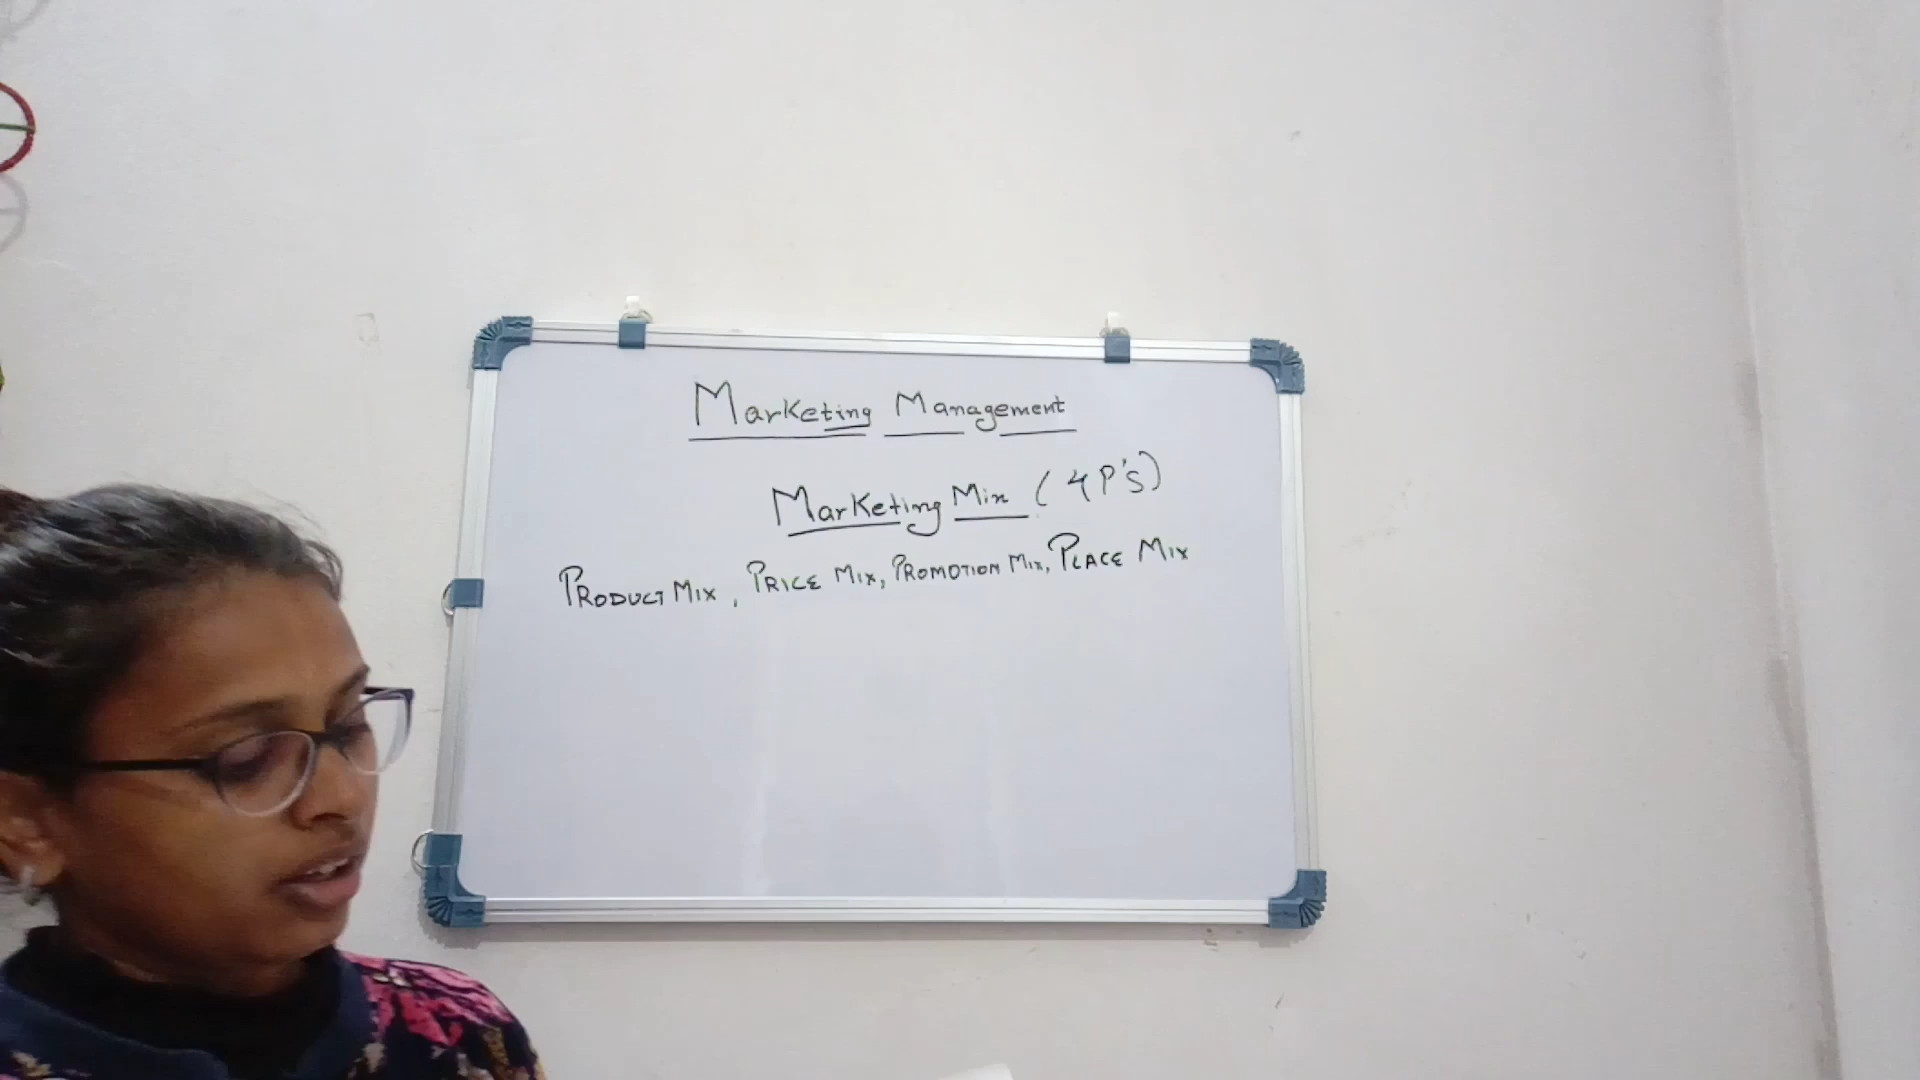 Marketing Management
Marketing Mix (4P's)
PRODUCT MIX, PRICE MIX, PROMOTION MIX, PLACE MIX